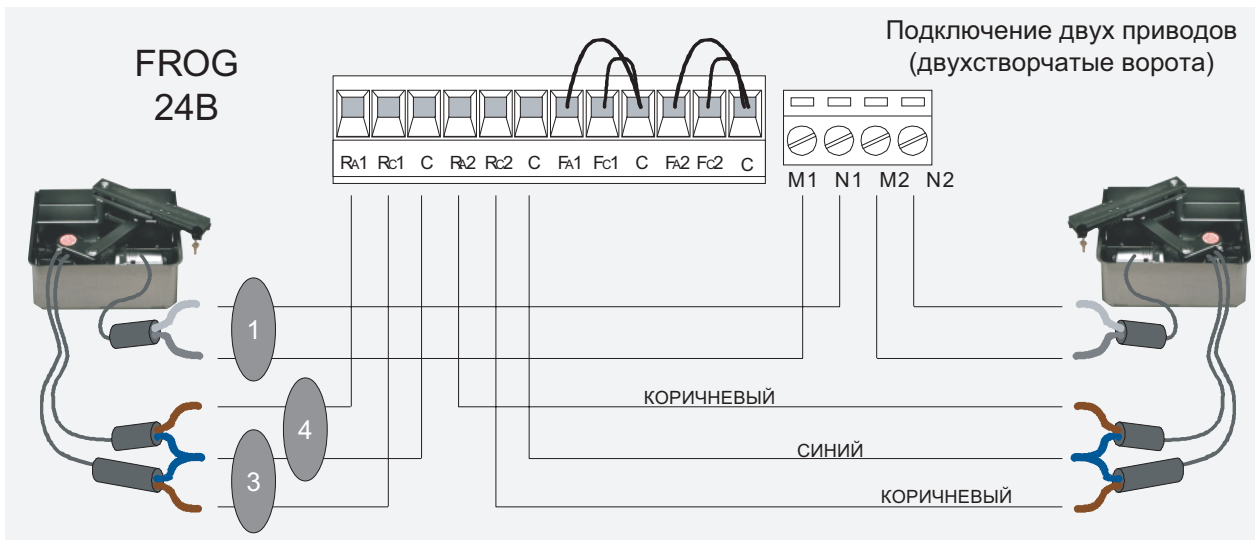 FROG
24В
Подключение двух приводов
(двухстворчатые ворота)
RA1 RC1 C RA2 RC2 C FA1 FC1 C FA2 FC2 C
M1 N1 M2 N2
1
КОРИЧНЕВЫЙ
4
СИНИЙ
3
КОРИЧНЕВЫЙ